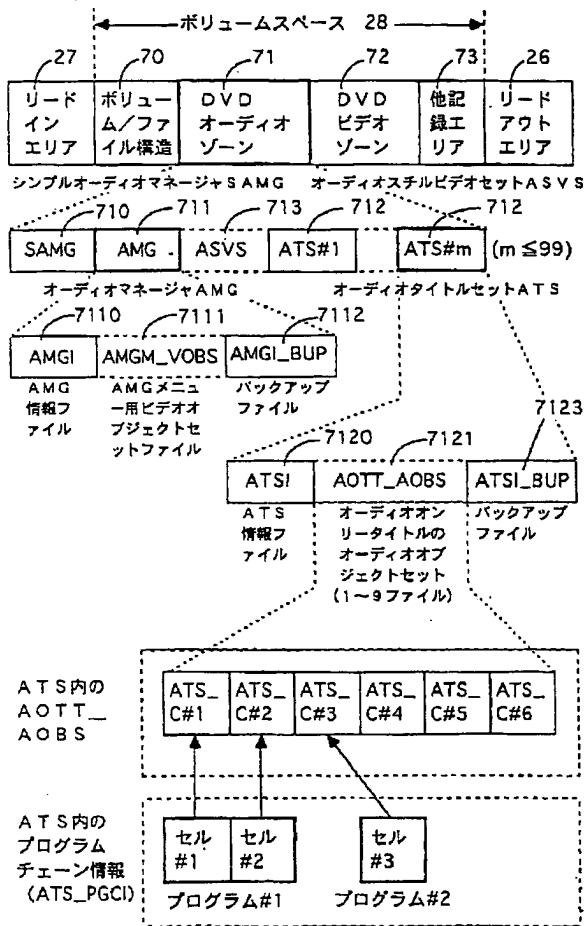 ボリュームスペース 28
27 70 71 72 73 26
リード ボリュー DVD DVD 他記 リード
イン ム/ファ オーディオ ビデオ 録エ アウト
エリア イル構造 ゾーン ゾーン リア エリア
シンプルオーディオマネージャSAMG オーディオスチルビデオセットASVS
710 711 713 712 712
SAMG AMG ASVS ATS#1 ATS#m (m≦99)
オーディオマネージャAMG オーディオタイトルセットATS
7110 7111 7112
AMGI AMGM_VOBS AMGI_BUP
AMG AMGメニュ バックアップ
情報フ ー用ビデオオ ファイル
ァイル ブジェクトセ
ットファイル
7120 7121 7123
ATSI AOTT_AOBS ATSI_BUP
ATS オーディオオン バックアップ
情報フ リータイトルの ファイル
ァイル オーディオオブ
ジェクトセット
(1〜9ファイル)
ATS内の
AOTT_
AOBS
ATS_ ATS_ ATS_ ATS_ ATS_ ATS_
C#1 C#2 C#3 C#4 C#5 C#6
ATS内の
プログラム
チェーン情報
(ATS_PGCI)
セル セル セル
#1 #2 #3
プログラム#1 プログラム#2